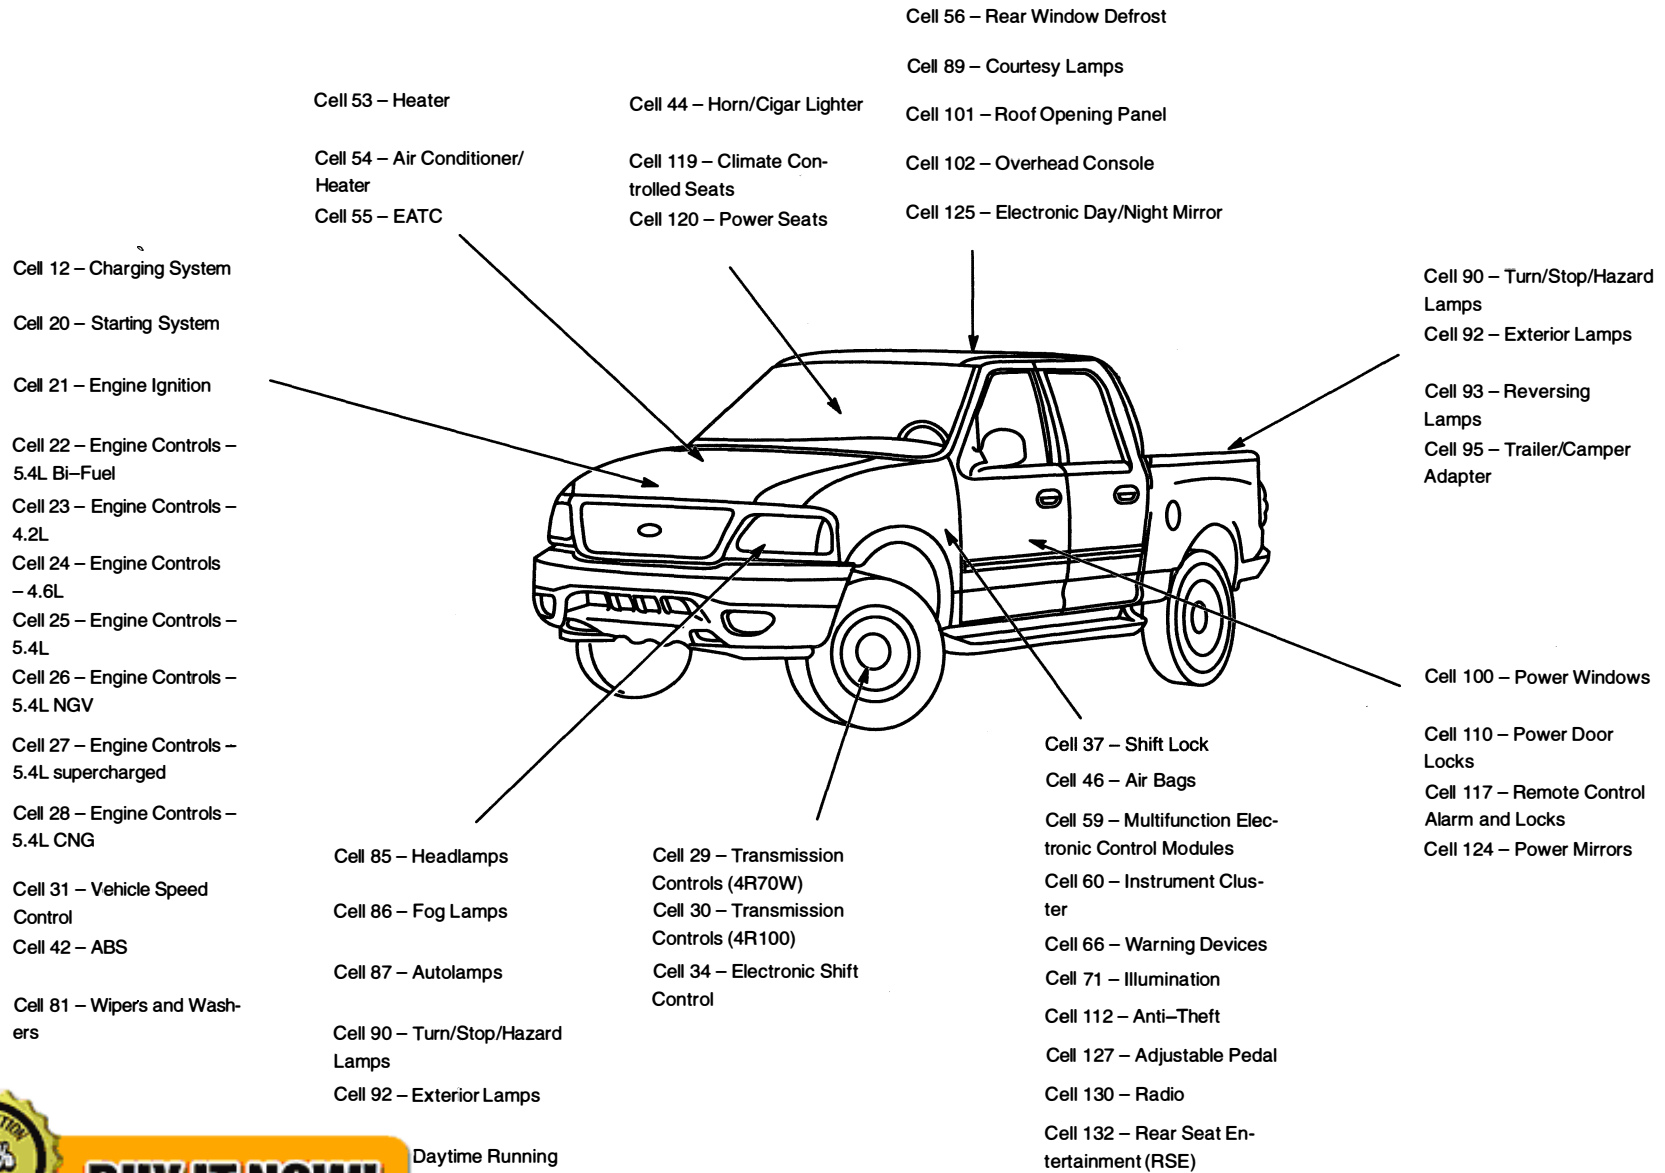 Cell 56 – Rear Window Defrost
Cell 89 – Courtesy Lamps
Cell 101 – Roof Opening Panel
Cell 102 – Overhead Console
Cell 125 – Electronic Day/Night Mirror
Cell 53 – Heater
Cell 54 – Air Conditioner/
Heater
Cell 55 – EATC
Cell 44 – Horn/Cigar Lighter
Cell 119 – Climate Con-
trolled Seats
Cell 120 – Power Seats
Cell 12 – Charging System
Cell 20 – Starting System
Cell 21 – Engine Ignition
Cell 22 – Engine Controls –
5.4L Bi–Fuel
Cell 23 – Engine Controls –
4.2L
Cell 24 – Engine Controls
– 4.6L
Cell 25 – Engine Controls –
5.4L
Cell 26 – Engine Controls –
5.4L NGV
Cell 27 – Engine Controls –
5.4L supercharged
Cell 28 – Engine Controls –
5.4L CNG
Cell 31 – Vehicle Speed
Control
Cell 42 – ABS
Cell 81 – Wipers and Wash-
ers
Cell 90 – Turn/Stop/Hazard
Lamps
Cell 92 – Exterior Lamps
Cell 93 – Reversing
Lamps
Cell 95 – Trailer/Camper
Adapter
Cell 100 – Power Windows
Cell 110 – Power Door
Locks
Cell 117 – Remote Control
Alarm and Locks
Cell 124 – Power Mirrors
Cell 85 – Headlamps
Cell 86 – Fog Lamps
Cell 87 – Autolamps
Cell 90 – Turn/Stop/Hazard
Lamps
Cell 92 – Exterior Lamps
Daytime Running
Cell 29 – Transmission
Controls (4R70W)
Cell 30 – Transmission
Controls (4R100)
Cell 34 – Electronic Shift
Control
Cell 37 – Shift Lock
Cell 46 – Air Bags
Cell 59 – Multifunction Elec-
tronic Control Modules
Cell 60 – Instrument Clus-
ter
Cell 66 – Warning Devices
Cell 71 – Illumination
Cell 112 – Anti–Theft
Cell 127 – Adjustable Pedal
Cell 130 – Radio
Cell 132 – Rear Seat En-
tertainment (RSE)
BUY IT NOW!